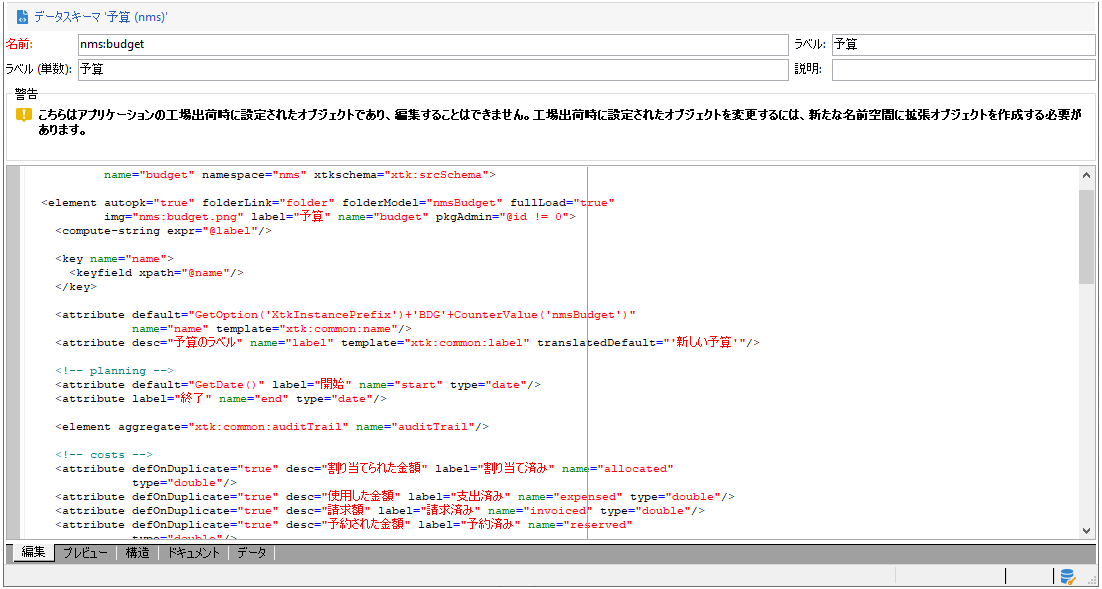 データスキーマ '予算 (nms)'
名前: nms:budget ラベル: 予算
ラベル (単数): 予算 説明:
警告
こちらはアプリケーションの工場出荷時に設定されたオブジェクトであり、編集することはできません。工場出荷時に設定されたオブジェクトを変更するには、新たな名前空間に拡張オブジェクトを作成する必要が
あります。
name="budget" namespace="nms" xtkschema="xtk:srcSchema">
<element autopk="true" folderLink="folder" folderModel="nmsBudget" fullLoad="true"
img="nms:budget.png" label="予算" name="budget" pkgAdmin="@id != 0">
<compute-string expr="@label"/>
<key name="name">
<keyfield xpath="@name"/>
</key>
<attribute default="GetOption('XtkInstancePrefix')+'BDG'+CounterValue('nmsBudget')"
name="name" template="xtk:common:name"/>
<attribute desc="予算のラベル" name="label" template="xtk:common:label" translatedDefault="'新しい予算'"/>
<!-- planning -->
<attribute default="GetDate()" label="開始" name="start" type="date"/>
<attribute label="終了" name="end" type="date"/>
<element aggregate="xtk:common:auditTrail" name="auditTrail"/>
<!-- costs -->
<attribute defOnDuplicate="true" desc="割り当てられた金額" label="割り当て済み" name="allocated"
type="double"/>
<attribute defOnDuplicate="true" desc="使用した金額" label="支出済み" name="expensed" type="double"/>
<attribute defOnDuplicate="true" desc="請求額" label="請求済み" name="invoiced" type="double"/>
<attribute defOnDuplicate="true" desc="予約された金額" label="予約済み" name="reserved"
type="double"/>
編集 プレビュー 構造 ドキュメント データ